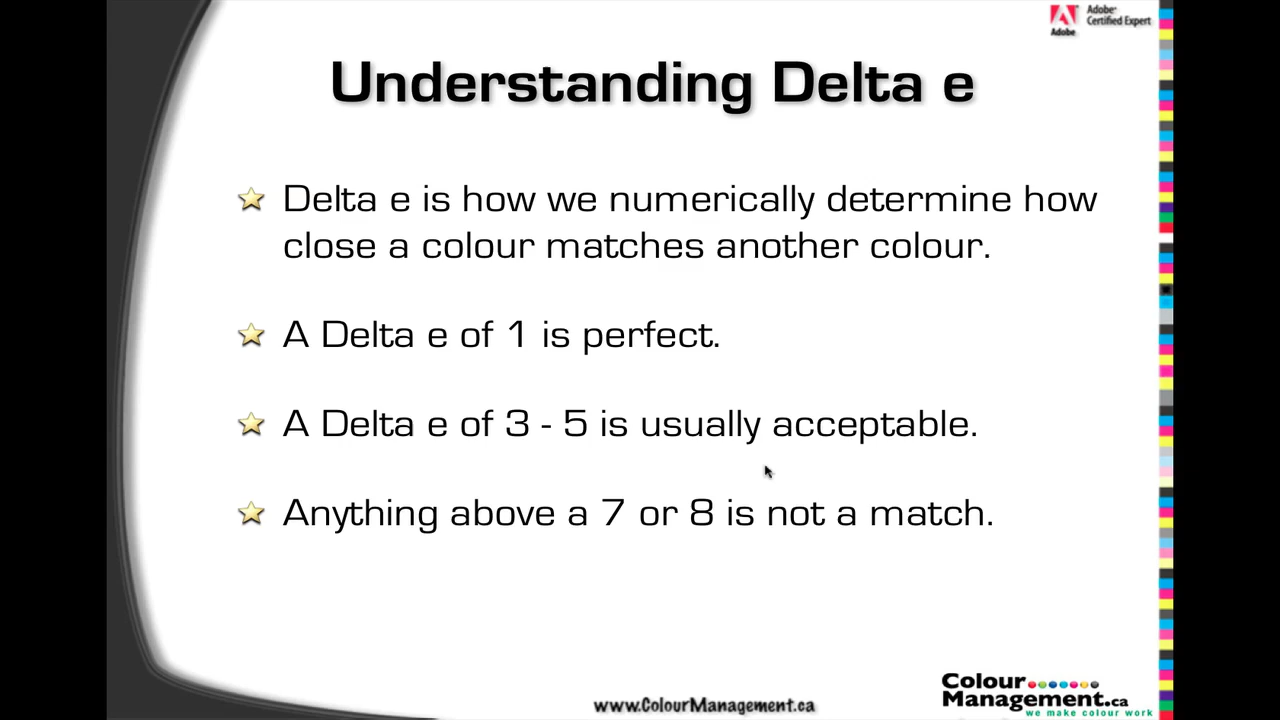 Adobe
Adobe®
Certified Expert
Understanding Delta e
Delta e is how we numerically determine how
close a colour matches another colour.
A Delta e of 1 is perfect.
A Delta e of 3 - 5 is usually acceptable.
Anything above a 7 or 8 is not a match.
www.ColourManagement.ca
Colour
Management.ca
we make colour work